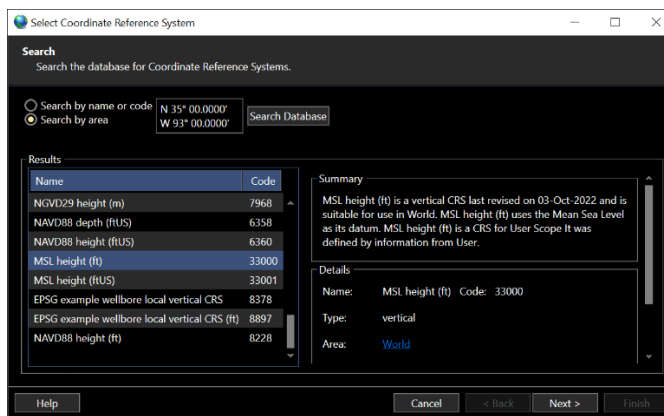 Select Coordinate Reference System
Search
Search the database for Coordinate Reference Systems.
Search by name or code
Search by area
N 35° 00.0000'
W 93° 00.0000'
Search Database
Results
Name Code
NGVD29 height (m) 7968
NAVD88 depth (ftUS) 6358
NAVD88 height (ftUS) 6360
MSL height (ft) 33000
MSL height (ftUS) 33001
EPSG example wellbore local vertical CRS 8378
EPSG example wellbore local vertical CRS (ft) 8897
NAVD88 height (ft) 8228
Summary
MSL height (ft) is a vertical CRS last revised on 03-Oct-2022 and is
suitable for use in World. MSL height (ft) uses the Mean Sea Level
as its datum. MSL height (ft) is a CRS for User Scope It was
defined by information from User.
Details
Name: MSL height (ft) Code: 33000
Type: vertical
Area: World
Help Cancel < Back Next > Finish